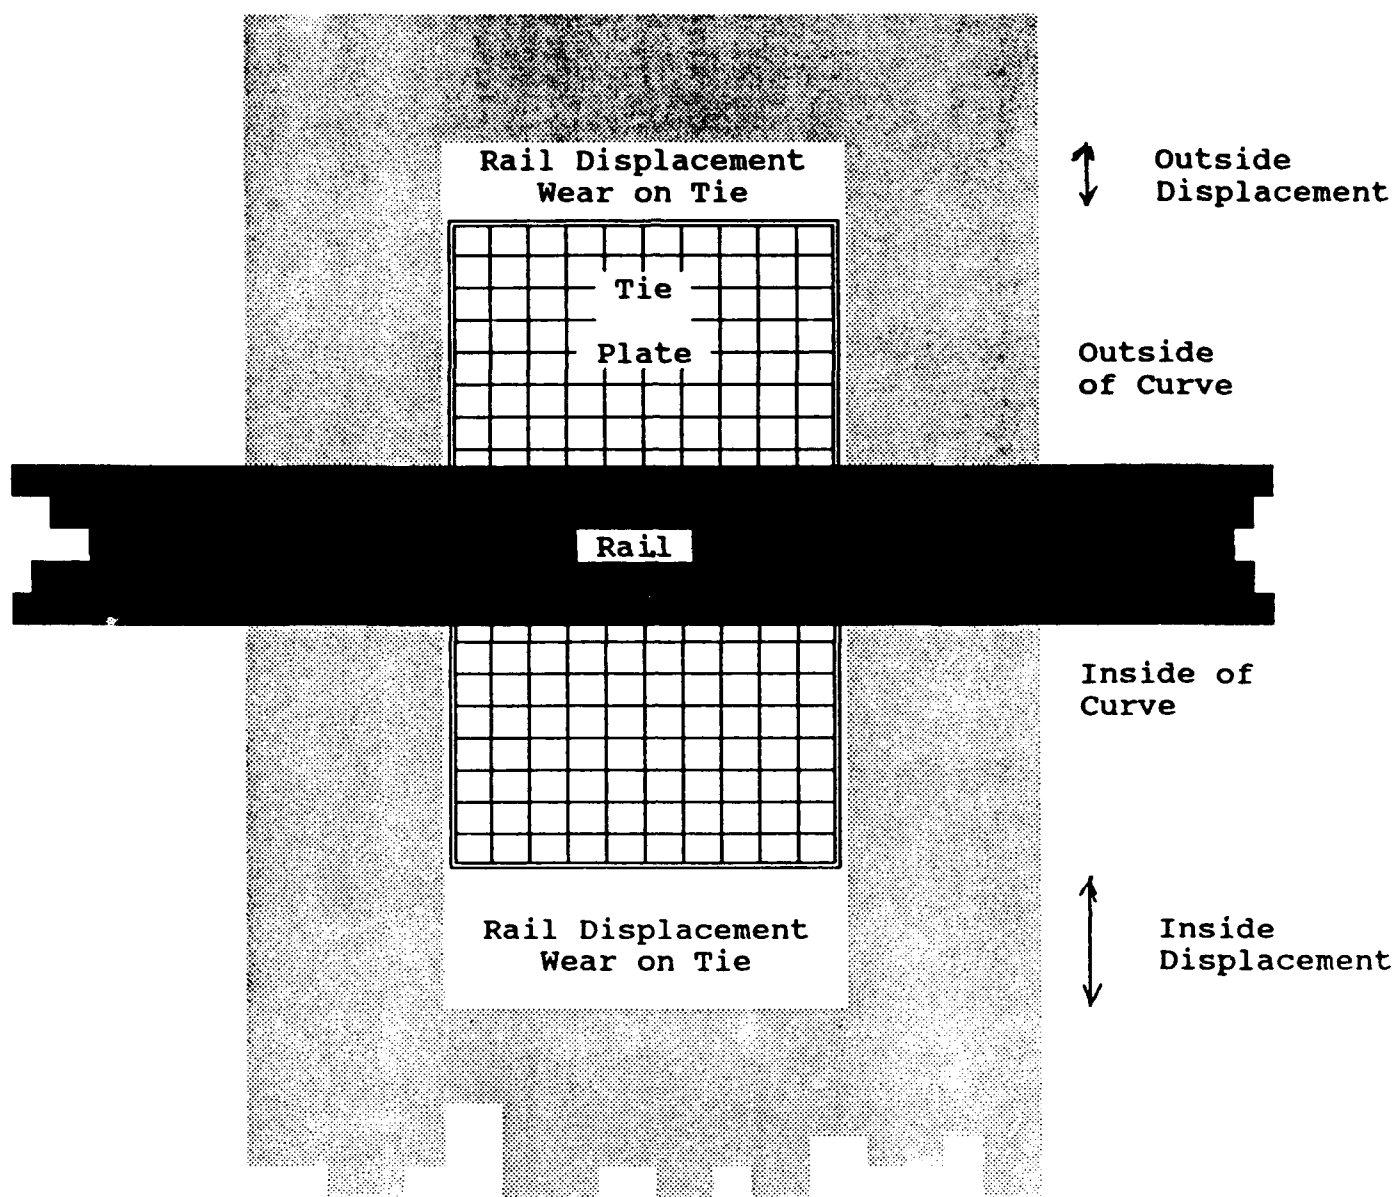 Rail Displacement
Wear on Tie
Outside
Displacement
Tie
Plate
Outside
of Curve
Rail
Inside of
Curve
Rail Displacement
Wear on Tie
Inside
Displacement